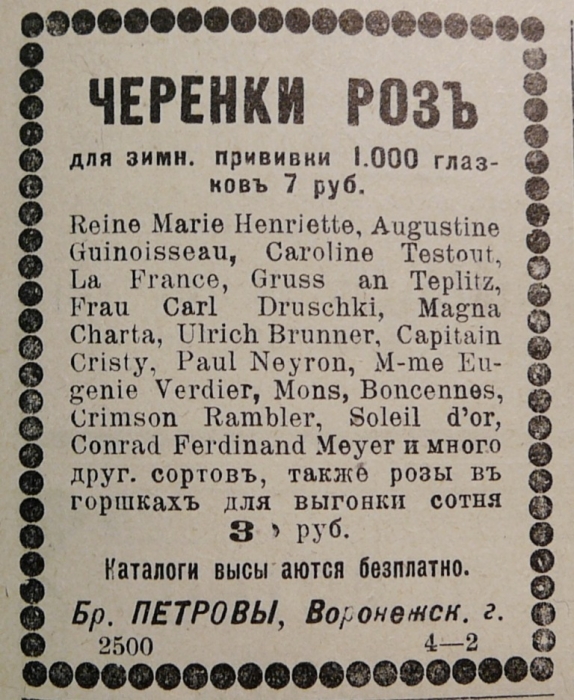 ЧЕРЕНКИ РОЗЪ
для зимн. прививки 1.000 глаз-
ковъ 7 руб.
Reine Marie Henriette, Augustine
Guinoisseau, Caroline Testout,
La France, Gruss an Teplitz,
Frau Carl Druschki, Magna
Charta, Ulrich Brunner, Capitain
Cristy, Paul Neyron, M-me Eu-
genie Verdier, Mons, Boncennes,
Crimson Rambler, Soleil d'or,
Conrad Ferdinand Meyer и много
друг. сортовъ, также розы въ
горшкахъ для выгонки сотня
руб.
Каталоги высы аются безплатно.
Бр. ПЕТРОВЫ, Воронежск. г.
2500 4—2